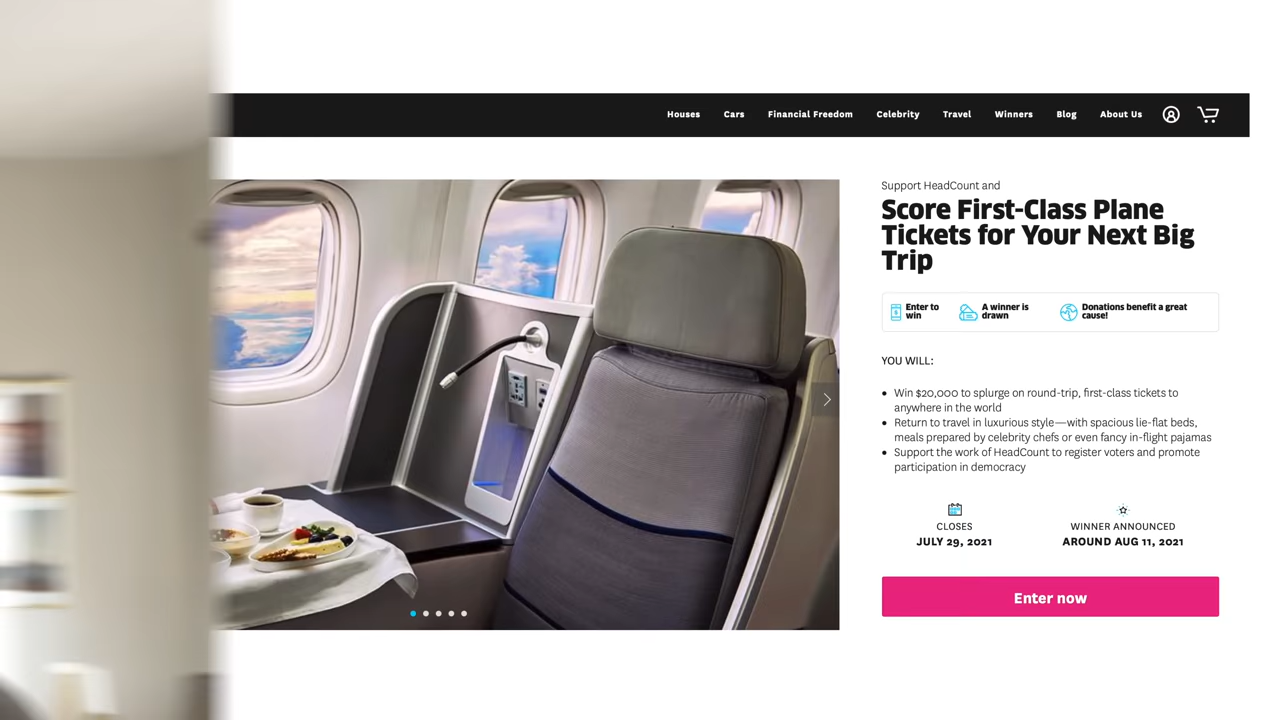 Houses Cars Financial Freedom Celebrity Travel Winners Blog About Us
Support HeadCount and
Score First-Class Plane
Tickets for Your Next Big
Trip
Enter to
win
A winner is
drawn
Donations benefit a great
cause!
YOU WILL:
Win $20,000 to splurge on round-trip, first-class tickets to
anywhere in the world
Return to travel in luxurious style—with spacious lie-flat beds,
meals prepared by celebrity chefs or even fancy in-flight pajamas
Support the work of HeadCount to register voters and promote
participation in democracy
CLOSES
JULY 29, 2021
WINNER ANNOUNCED
AROUND AUG 11, 2021
Enter now